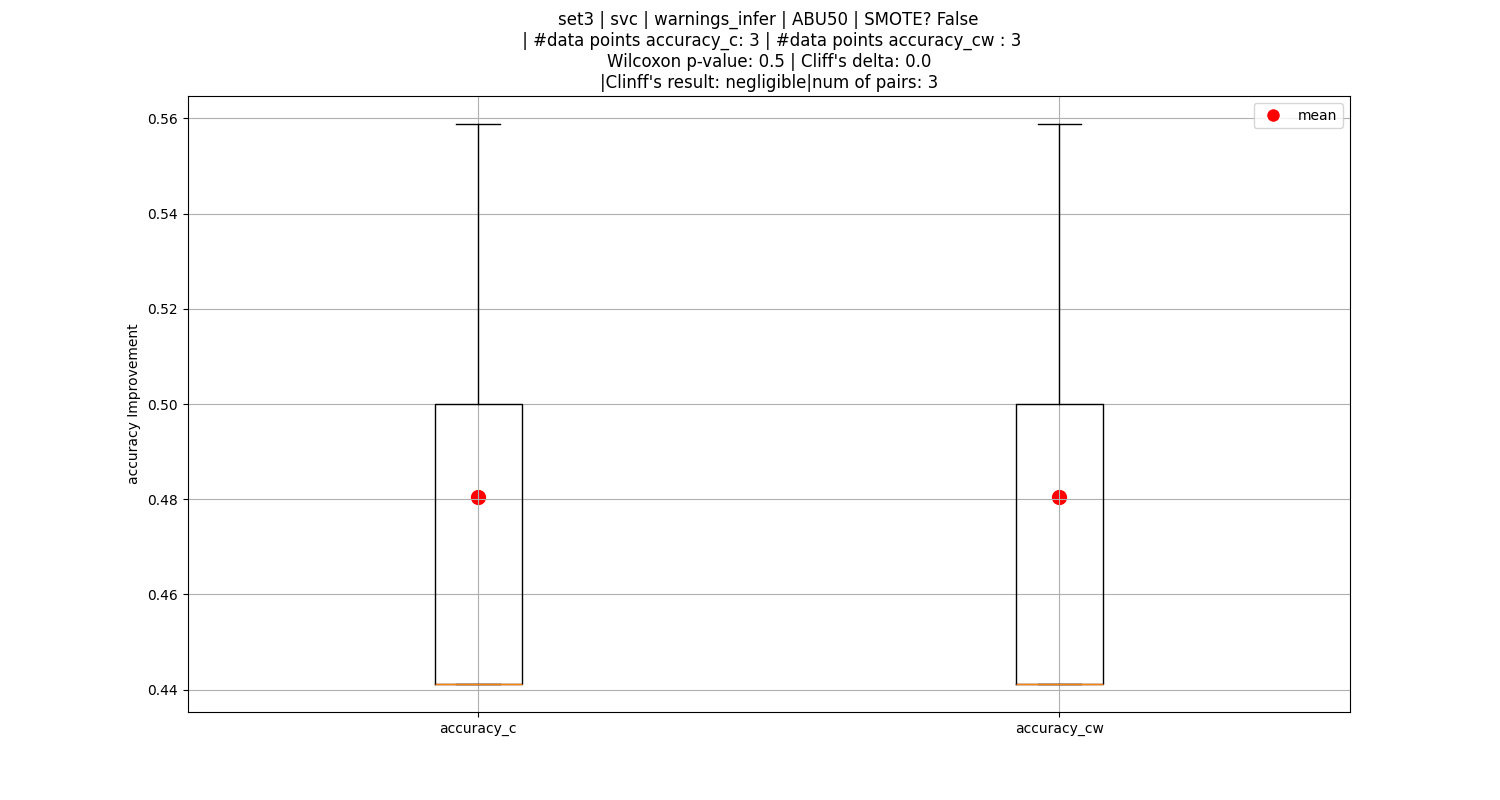 set3 | svc | warnings_infer | ABU50 | SMOTE? False
| #data points accuracy_c: 3 | #data points accuracy_cw : 3
Wilcoxon p-value: 0.5 | Cliff's delta: 0.0
|Clinff's result: negligible|num of pairs: 3
mean
accuracy Improvement
0.56
0.54
0.52
0.50
0.48
0.46
0.44
accuracy_c
accuracy_cw